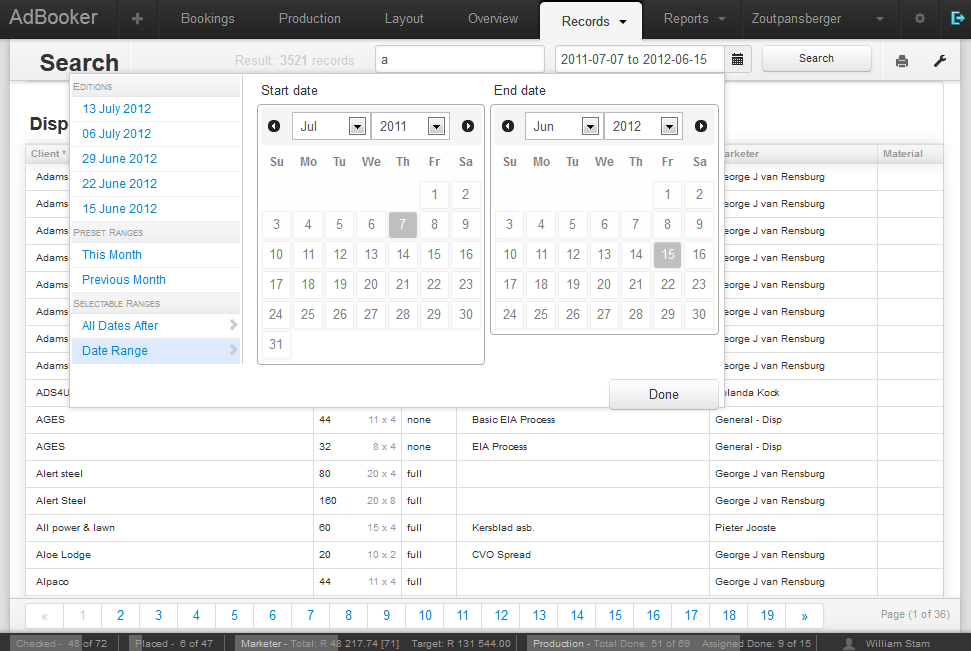 AdBooker + Bookings Production Layout Overview Records Reports Zoutpansberger
Search Result: 3521 records a 2011-07-07 to 2012-06-15 Search
EDITIONS
13 July 2012
06 July 2012
29 June 2012
22 June 2012
15 June 2012
PRESET RANGES
This Month
Previous Month
SELECTABLE RANGES
All Dates After
Date Range
Start date
Jul 2011
Su Mo Tu We Th Fr Sa
1 2
3 4 5 6 7 8 9
10 11 12 13 14 15 16
17 18 19 20 21 22 23
24 25 26 27 28 29 30
31
End date
Jun 2012
Su Mo Tu We Th Fr Sa
1 2
3 4 5 6 7 8 9
10 11 12 13 14 15 16
17 18 19 20 21 22 23
24 25 26 27 28 29 30
Done
Disp
Client * arketer Material
Adams eorge J van Rensburg
Adams eorge J van Rensburg
Adams eorge J van Rensburg
Adams eorge J van Rensburg
Adams eorge J van Rensburg
Adams eorge J van Rensburg
Adams eorge J van Rensburg
Adams eorge J van Rensburg
ADS4U olanda Kock
AGES 44 11 x 4 none Basic EIA Process General - Disp
AGES 32 8 x 4 none EIA Process General - Disp
Alert steel 80 20 x 4 full George J van Rensburg
Alert Steel 160 20 x 8 full George J van Rensburg
All power & lawn 60 15 x 4 full Kersblad asb. Pieter Jooste
Aloe Lodge 20 10 x 2 full CVO Spread George J van Rensburg
Alpaco 44 11 x 4 full George J van Rensburg
« 1 2 3 4 5 6 7 8 9 10 11 12 13 14 15 16 17 18 19 » Page (1 of 36)
Checked - 48 of 72 Placed - 6 of 47 Marketer - Total: R 48 217.74 [71] Target: R 131 544.00 Production - Total Done: 51 of 69 Assigned Done: 9 of 15 William Stam